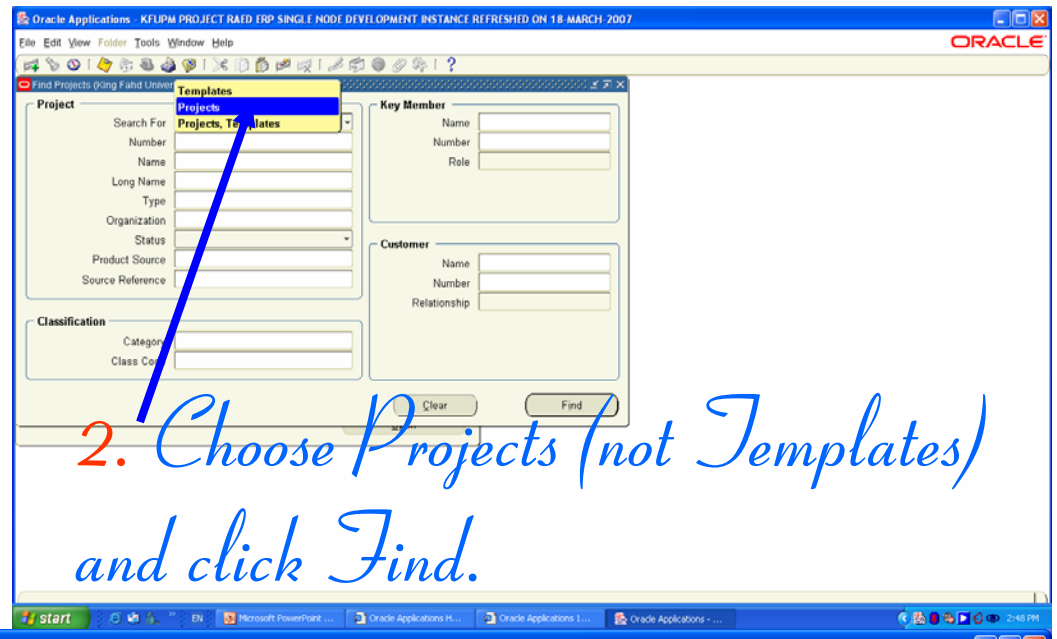 Oracle Applications - KFUPM PROJECT RAED ERP SINGLE NODE DEVELOPMENT INSTANCE REFRESHED ON 18-MARCH-2007
File Edit View Folder Tools Window Help
ORACLE
Find Projects (King Fahd Univer
Templates
Projects
Projects, Templates
Project
Search For
Number
Name
Long Name
Type
Organization
Status
Product Source
Source Reference
Classification
Category
Class Code
Key Member
Name
Number
Role
Customer
Name
Number
Relationship
Clear
Find
2. Choose Projects (not Templates)
and click Find.
start
EN
Microsoft PowerPoint ...
Oracle Applications H...
Oracle Applications 1...
Oracle Applications - ...
2:48 PM